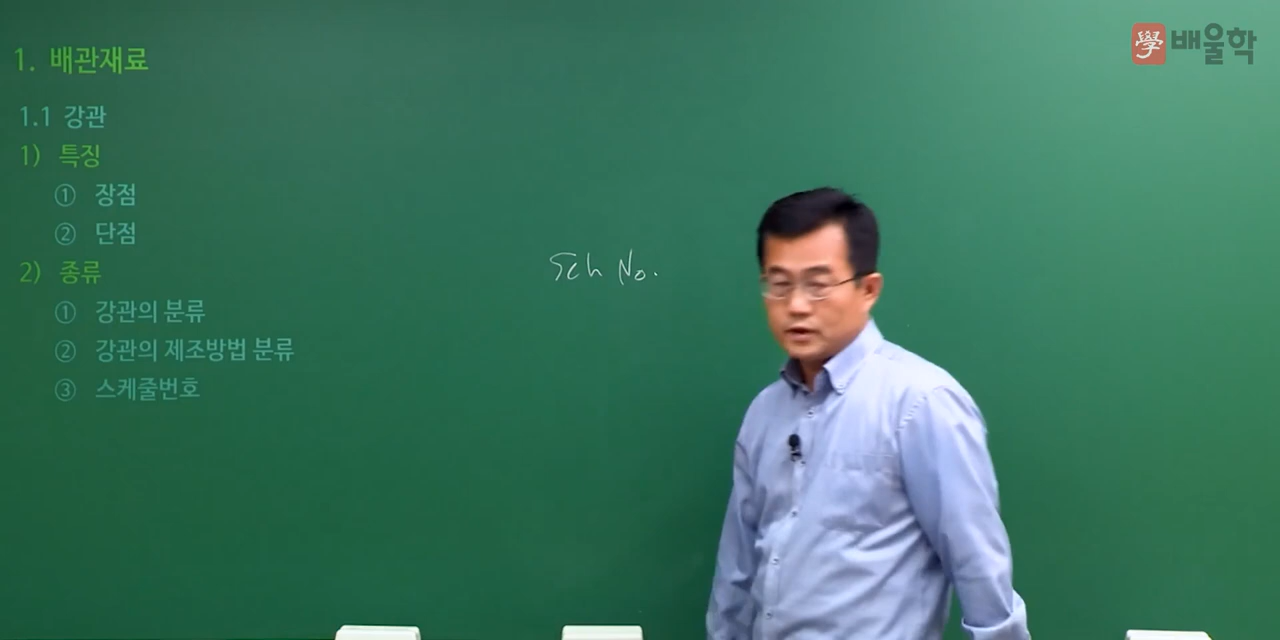 1. 배관재료
1.1 강관
1) 특징
① 장점
② 단점
2) 종류
① 강관의 분류
② 강관의 제조방법 분류
③ 스케줄번호
Sch No.
學 배울학